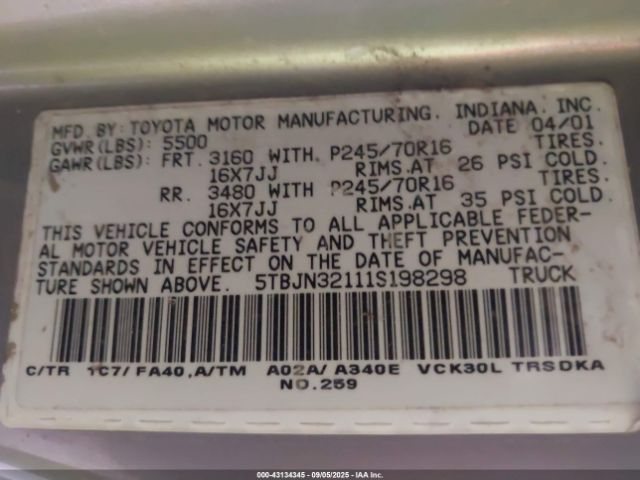 MFD. BY: TOYOTA MOTOR MANUFACTURING, INDIANA, INC.
GVWR(LBS): 5500 DATE 04/01
GAWR(LBS): FRT. 3160 WITH P245/70R16 TIRES.
16X7JJ RIMS.AT 26 PSI COLD.
RR. 3480 WITH P245/70R16 TIRES.
16X7JJ RIMS.AT 35 PSI COLD.
THIS VEHICLE CONFORMS TO ALL APPLICABLE FEDER-
AL MOTOR VEHICLE SAFETY AND THEFT PREVENTION
STANDARDS IN EFFECT ON THE DATE OF MANUFAC-
TURE SHOWN ABOVE. 5TBJN32111S198298 TRUCK
C/TR 1C7/ FA40,A/TM A02A/ A340E VCK30L TRSDKA
NO.259
000-43134345 | 09/05/2025 | IAA Inc.